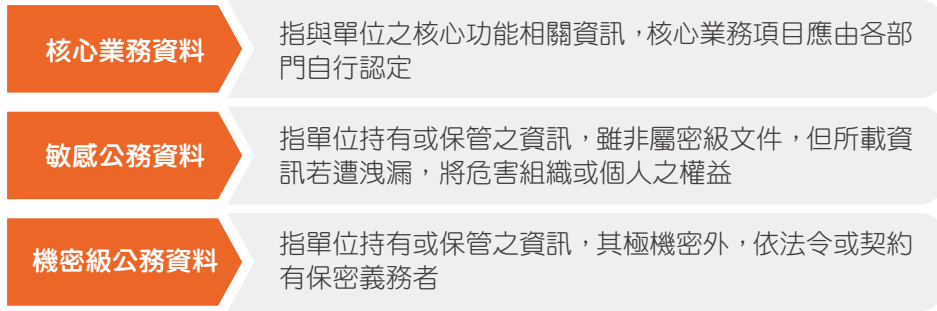 核心業務資料
指與單位之核心功能相關資訊，核心業務項目應由各部
門自行認定
敏感公務資料
指單位持有或保管之資訊，雖非屬密級文件，但所載資
訊若遭洩漏，將危害組織或個人之權益
機密級公務資料
指單位持有或保管之資訊，其極機密外，依法令或契約
有保密義務者